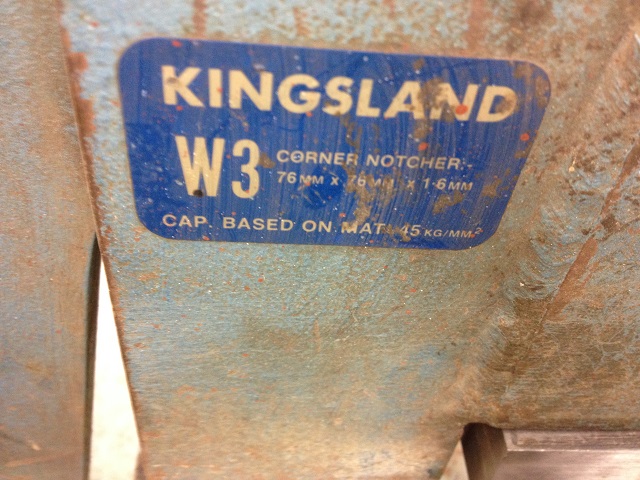 KINGSLAND
W3 CORNER NOTCHER:-
76MM X 76MM X 1·6MM
CAP. BASED ON MAT. 45 KG/MM²